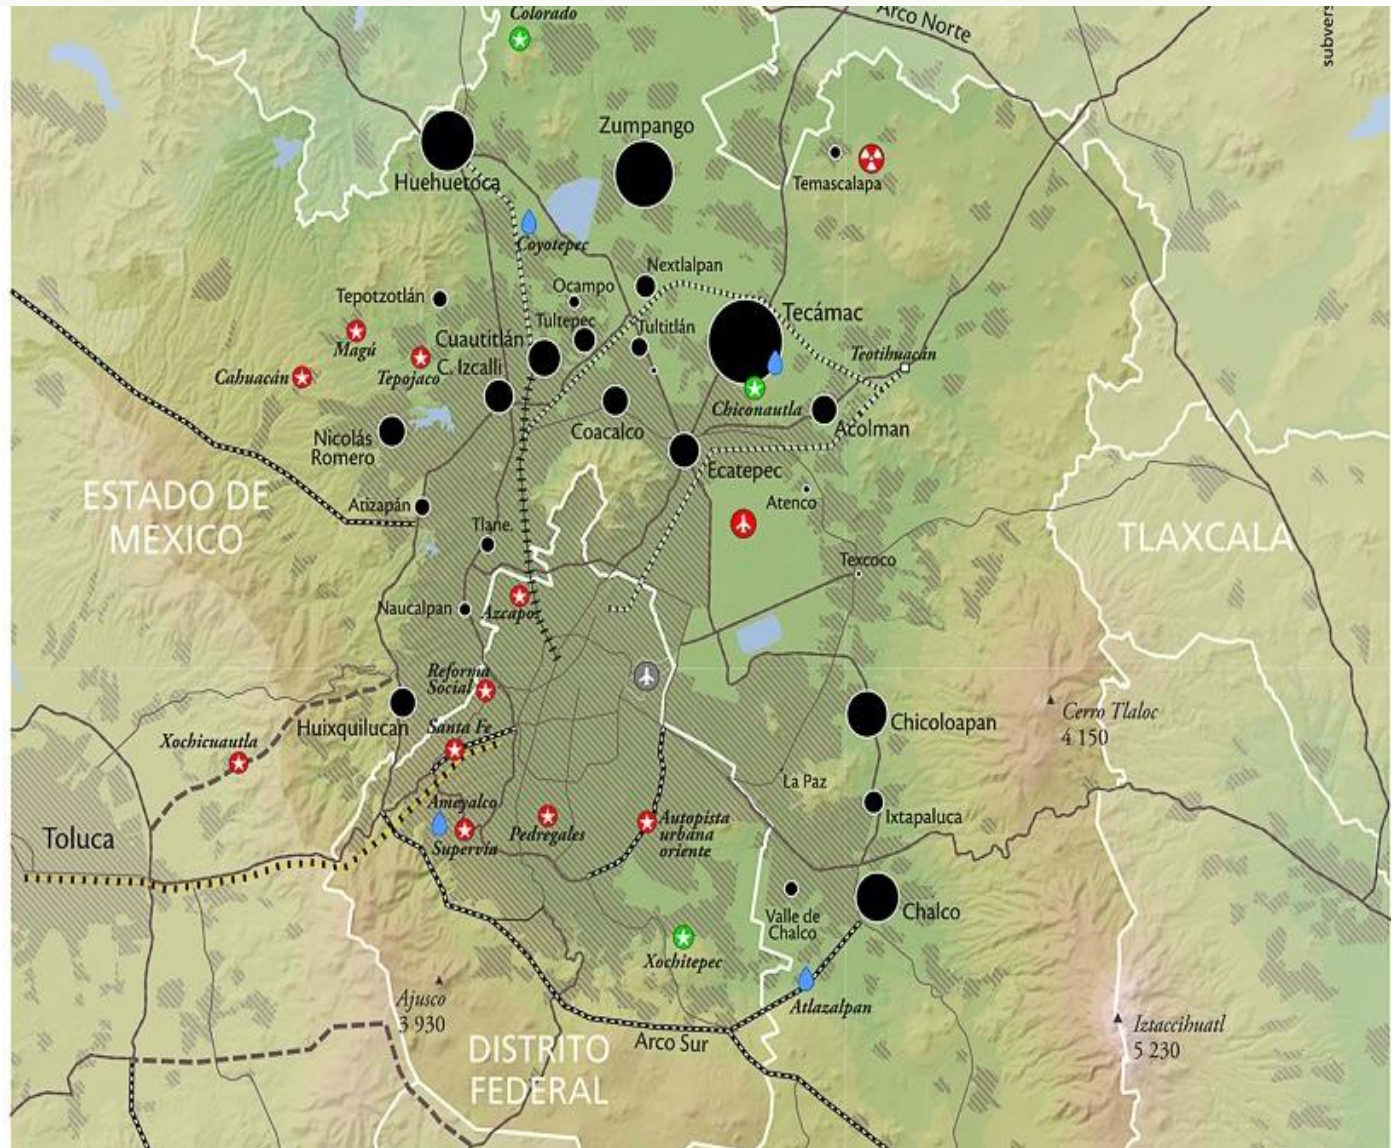 Colorado
Arco Norte
subvers
Zumpango
Huehuetoca
Temascalapa
Coyotepec
Nextlalpan
Ocampo
Tepotzotlán
Tultepec
Tultitlán
Tecámac
Magú
Cuautitlán
C. Izcalli
Tepojaco
Cahuacán
Teotihuacán
Chiconautla
Nicolás
Romero
Coacalco
Acolman
Ecatepec
ESTADO DE
MEXICO
Atizapán
Atenco
Tlane.
TLAXCALA
Texcoco
Naucalpan
Azcapo.
Reforma
Social
Huixquilucan
Santa Fe
Xochicuautla
Chicoloapan
Cerro Tlaloc
4 150
La Paz
Ixtapaluca
Toluca
Ameyalco
Supervía
Pedregales
Autopista
urbana
oriente
Valle de
Chalco
Chalco
Xochitepec
Ajusco
3 930
Atlazalpan
Iztaccihuatl
5 230
Arco Sur
DISTRITO
FEDERAL